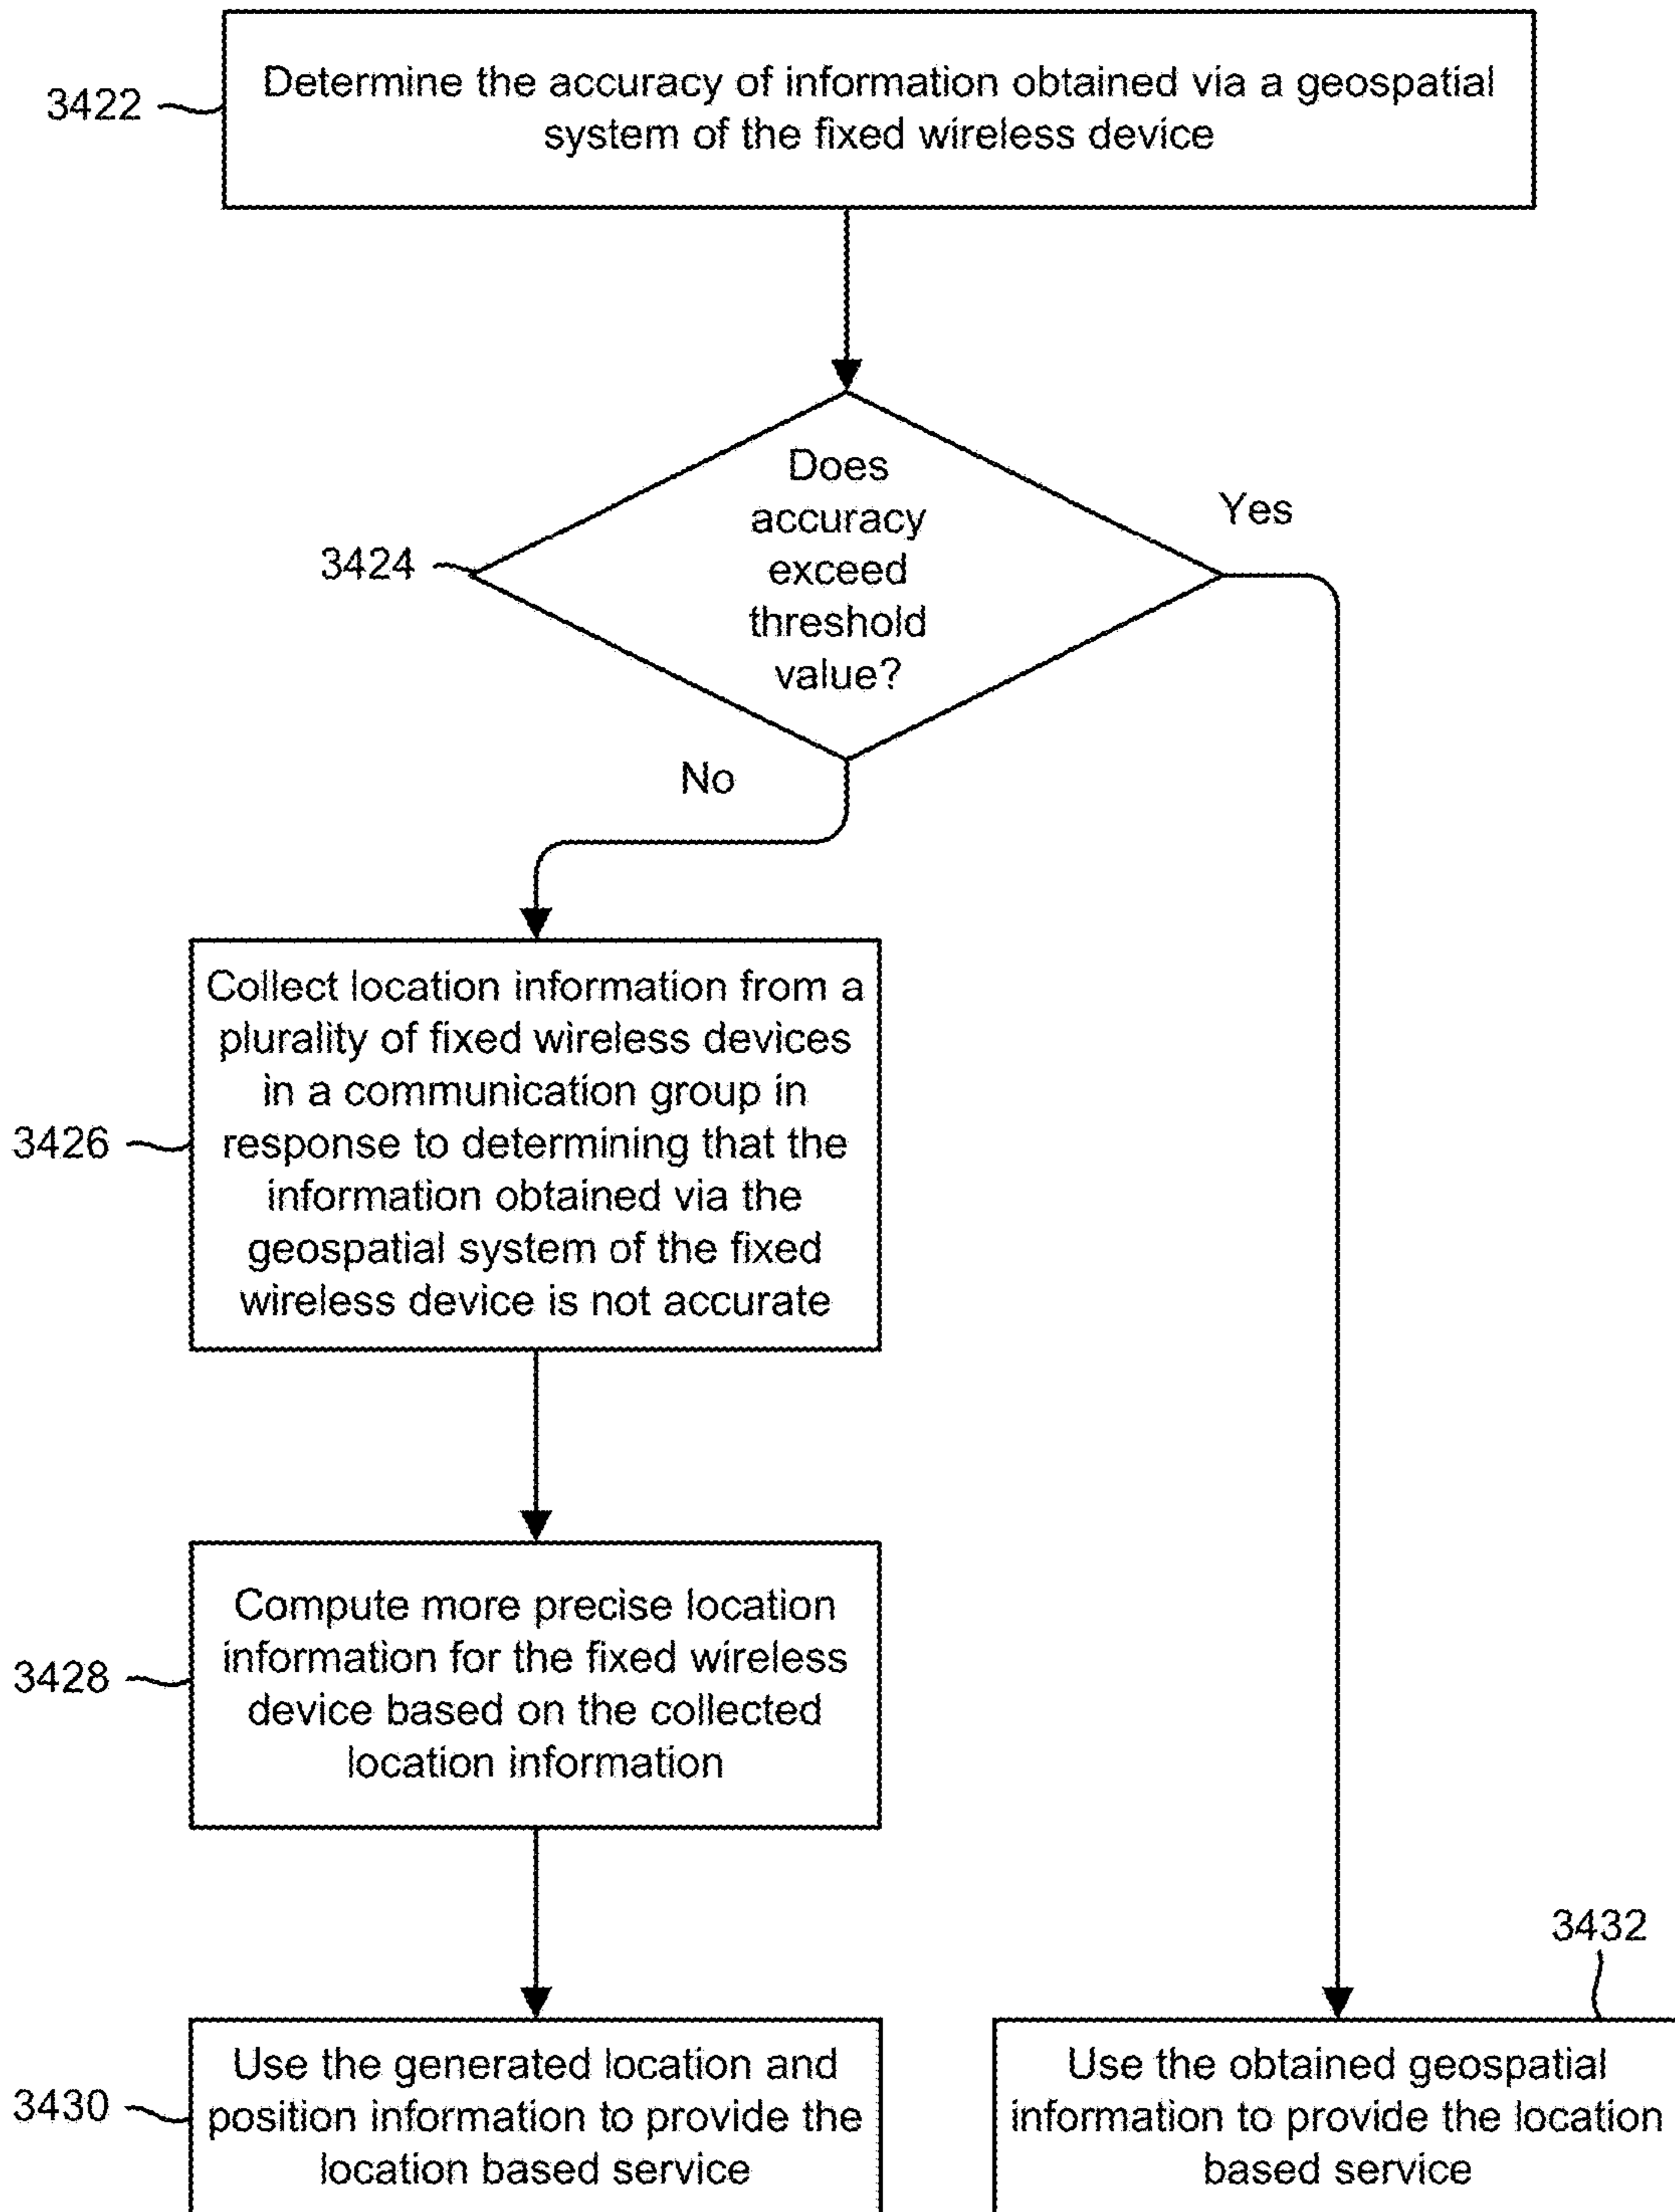 3422
Determine the accuracy of information obtained via a geospatial
system of the fixed wireless device
Does
accuracy
exceed
threshold
value?
3424
Yes
No
3426
Collect location information from a
plurality of fixed wireless devices
in a communication group in
response to determining that the
information obtained via the
geospatial system of the fixed
wireless device is not accurate
3428
Compute more precise location
information for the fixed wireless
device based on the collected
location information
3430
Use the generated location and
position information to provide the
location based service
3432
Use the obtained geospatial
information to provide the location
based service